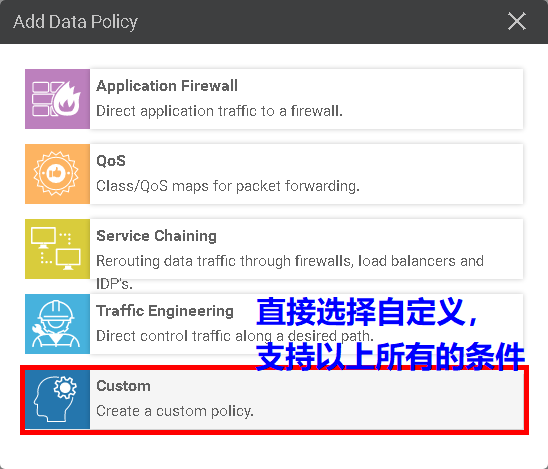 Add Data Policy
Application Firewall
Direct application traffic to a firewall.
QoS
Class/QoS maps for packet forwarding.
Service Chaining
Rerouting data traffic through firewalls, load balancers and
IDP's.
Traffic Engineering
Direct control traffic along a desired path.
直接选择自定义，
支持以上所有的条件
Custom
Create a custom policy.